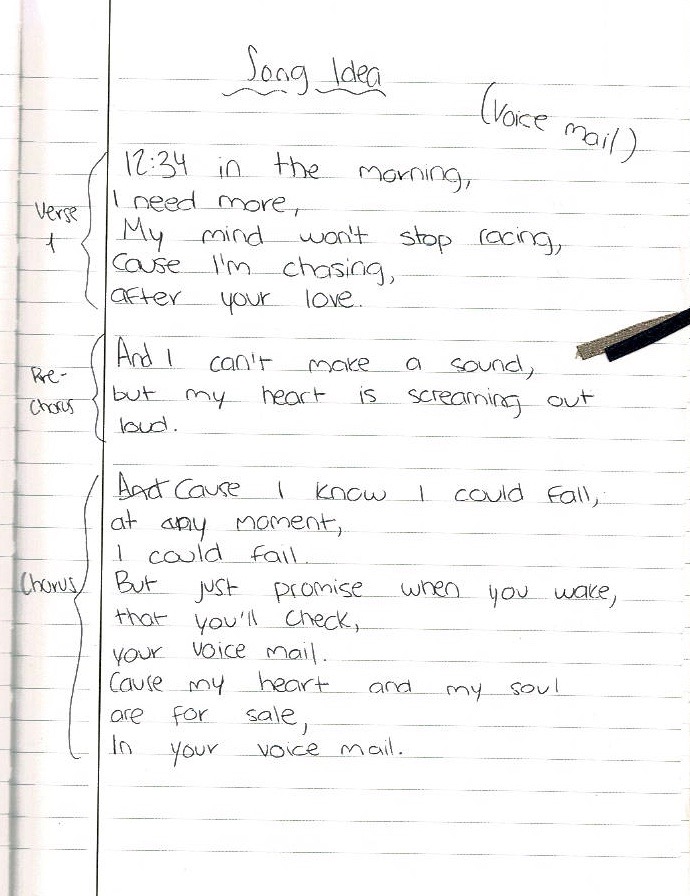 Song Idea
(Voice mail)
Verse 1
12:34 in the morning,
I need more,
My mind won't stop racing,
Cause I'm chasing,
after your love.
Pre-Chorus
And I can't make a sound,
but my heart is screaming out
loud.
Chorus
And Cause I know I could fall,
at any moment,
I could fail.
But just promise when you wake,
that you'll check,
your voice mail.
Cause my heart and my soul
are for sale,
In your voice mail.